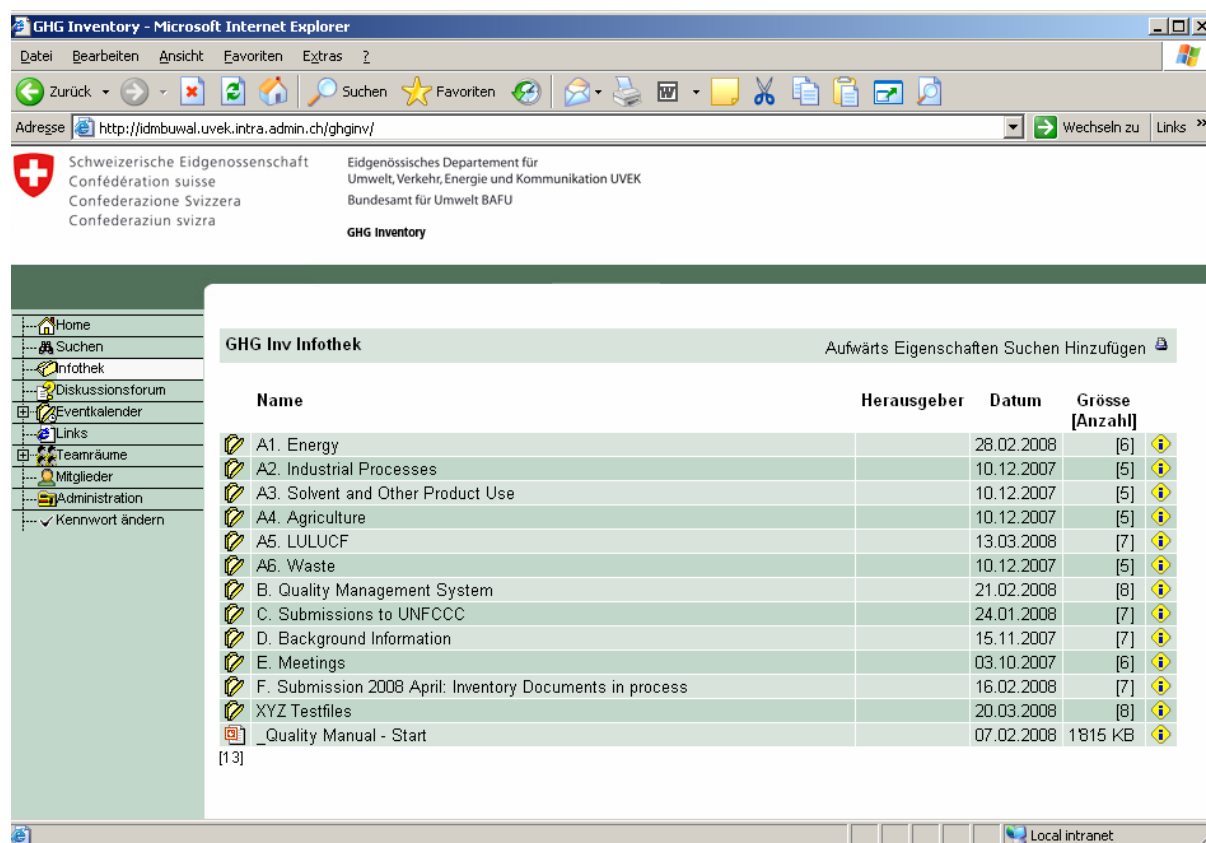 GHG Inventory - Microsoft Internet Explorer
Datei Bearbeiten Ansicht Favoriten Extras ?
Zurück Suchen Favoriten
Adresse http://idmbuwal.uvek.intra.admin.ch/ghginv/ Wechseln zu Links »
Schweizerische Eidgenossenschaft
Confédération suisse
Confederazione Svizzera
Confederaziun svizra
Eidgenössisches Departement für
Umwelt, Verkehr, Energie und Kommunikation UVEK
Bundesamt für Umwelt BAFU
GHG Inventory
Home
Suchen
Infothek
Diskussionsforum
Eventkalender
Links
Teamräume
Mitglieder
Administration
Kennwort ändern
GHG Inv Infothek Aufwärts Eigenschaften Suchen Hinzufügen
Name Herausgeber Datum Grösse
[Anzahl]
A1. Energy 28.02.2008 [6]
A2. Industrial Processes 10.12.2007 [5]
A3. Solvent and Other Product Use 10.12.2007 [5]
A4. Agriculture 10.12.2007 [5]
A5. LULUCF 13.03.2008 [7]
A6. Waste 10.12.2007 [5]
B. Quality Management System 21.02.2008 [8]
C. Submissions to UNFCCC 24.01.2008 [7]
D. Background Information 15.11.2007 [7]
E. Meetings 03.10.2007 [6]
F. Submission 2008 April: Inventory Documents in process 16.02.2008 [7]
XYZ Testfiles 20.03.2008 [8]
_Quality Manual - Start 07.02.2008 1'815 KB
[13]
Local intranet